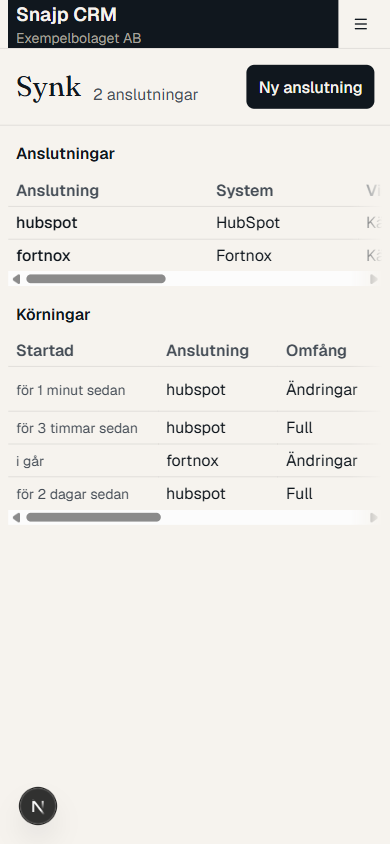 Snajp CRM
Exempelbolaget AB
Synk 2 anslutningar
Ny anslutning
Anslutningar
Anslutning System
hubspot HubSpot
fortnox Fortnox
Körningar
Startad Anslutning Omfång
för 1 minut sedan hubspot Ändringar
för 3 timmar sedan hubspot Full
i går fortnox Ändringar
för 2 dagar sedan hubspot Full
N